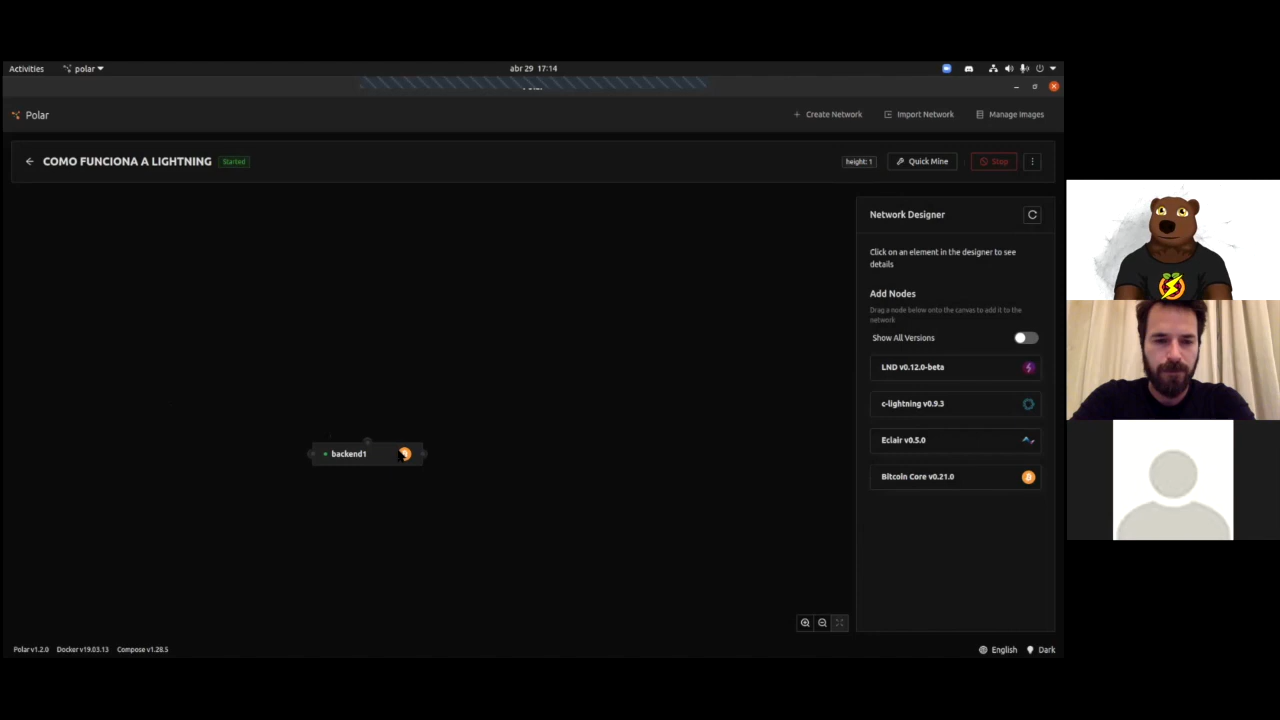 Activities
polar
abr 29 17:14
Polar
Create Network
Import Network
Manage Images
COMO FUNCIONA A LIGHTNING
Started
height: 1
Quick Mine
Stop
Network Designer
Click on an element in the designer to see
details
Add Nodes
Drag a node below onto the canvas to add it to the
network
Show All Versions
LND v0.12.0-beta
c-lightning v0.9.3
Eclair v0.5.0
Bitcoin Core v0.21.0
backend1
Polar v1.2.0
Docker v19.03.13
Compose v1.28.5
English
Dark